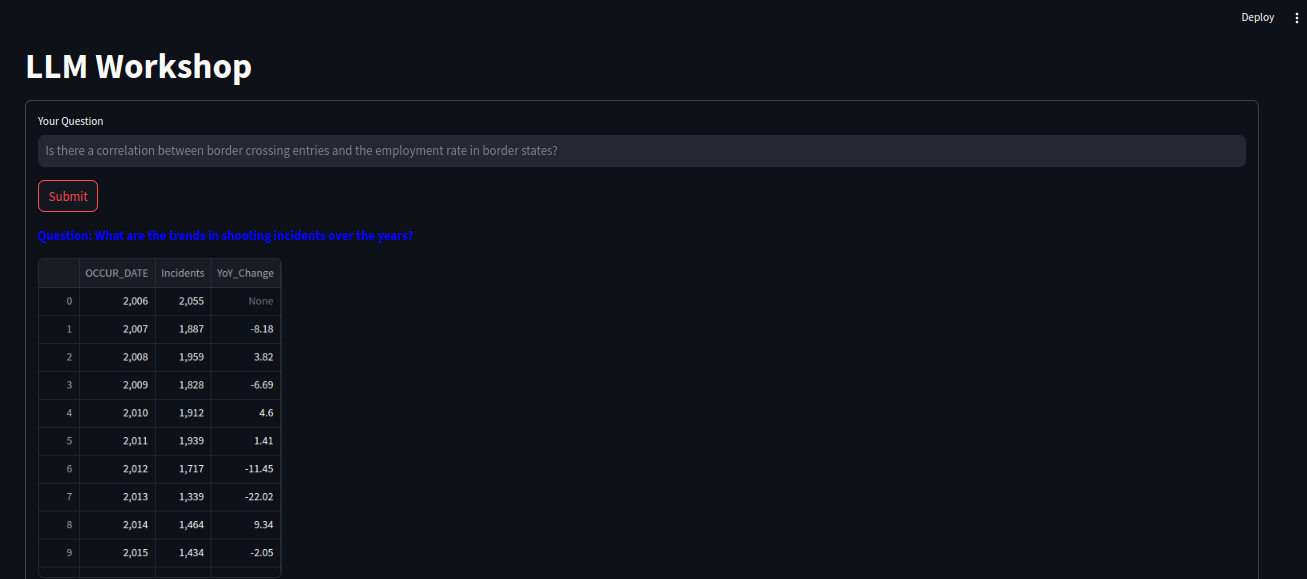 Deploy
LLM Workshop
Your Question
Is there a correlation between border crossing entries and the employment rate in border states?
Submit
Question: What are the trends in shooting incidents over the years?
OCCUR_DATE Incidents YoY_Change
0 2,006 2,055 None
1 2,007 1,887 -8.18
2 2,008 1,959 3.82
3 2,009 1,828 -6.69
4 2,010 1,912 4.6
5 2,011 1,939 1.41
6 2,012 1,717 -11.45
7 2,013 1,339 -22.02
8 2,014 1,464 9.34
9 2,015 1,434 -2.05